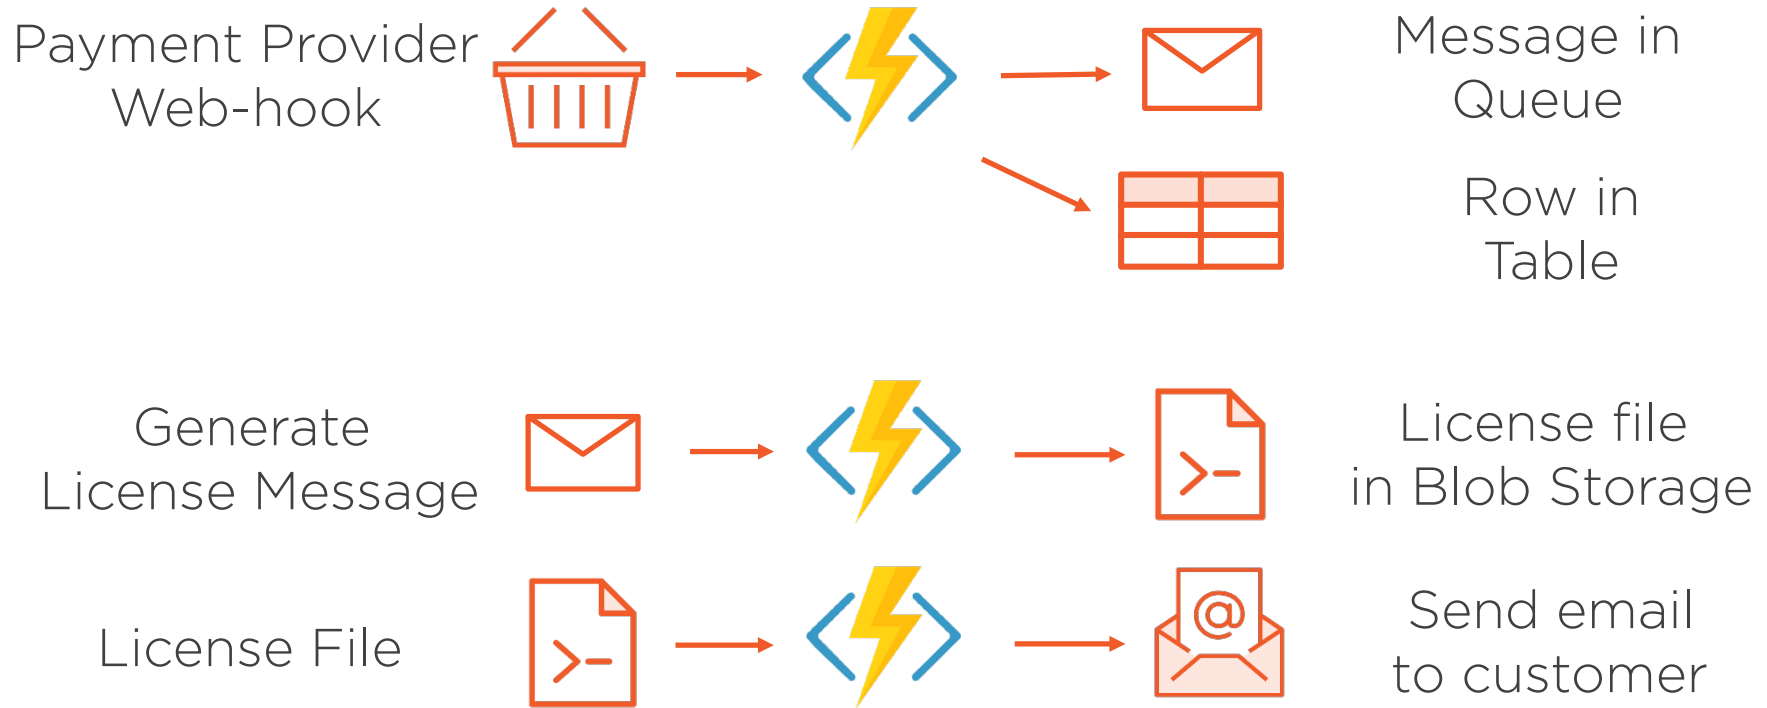 Payment Provider
Web-hook
Message in
Queue
Row in
Table
Generate
License Message
License file
in Blob Storage
License File
@
Send email
to customer